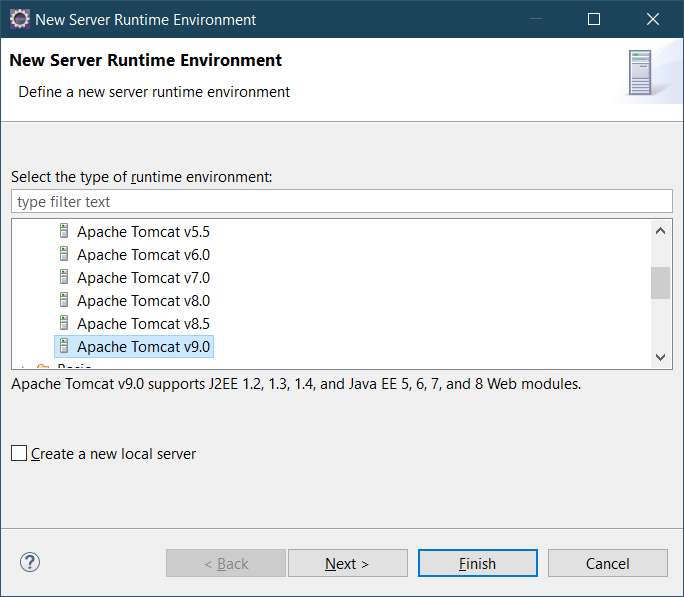 New Server Runtime Environment
New Server Runtime Environment
Define a new server runtime environment
Select the type of runtime environment:
type filter text
Apache Tomcat v5.5
Apache Tomcat v6.0
Apache Tomcat v7.0
Apache Tomcat v8.0
Apache Tomcat v8.5
Apache Tomcat v9.0
Basic
Apache Tomcat v9.0 supports J2EE 1.2, 1.3, 1.4, and Java EE 5, 6, 7, and 8 Web modules.
Create a new local server
? < Back Next > Finish Cancel